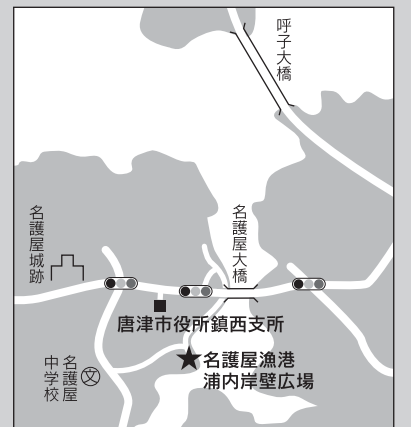 呼子大橋
名護屋大橋
名護屋城跡
唐津市役所鎮西支所
名護屋漁港
浦内岸壁広場
名護屋
中学校
文